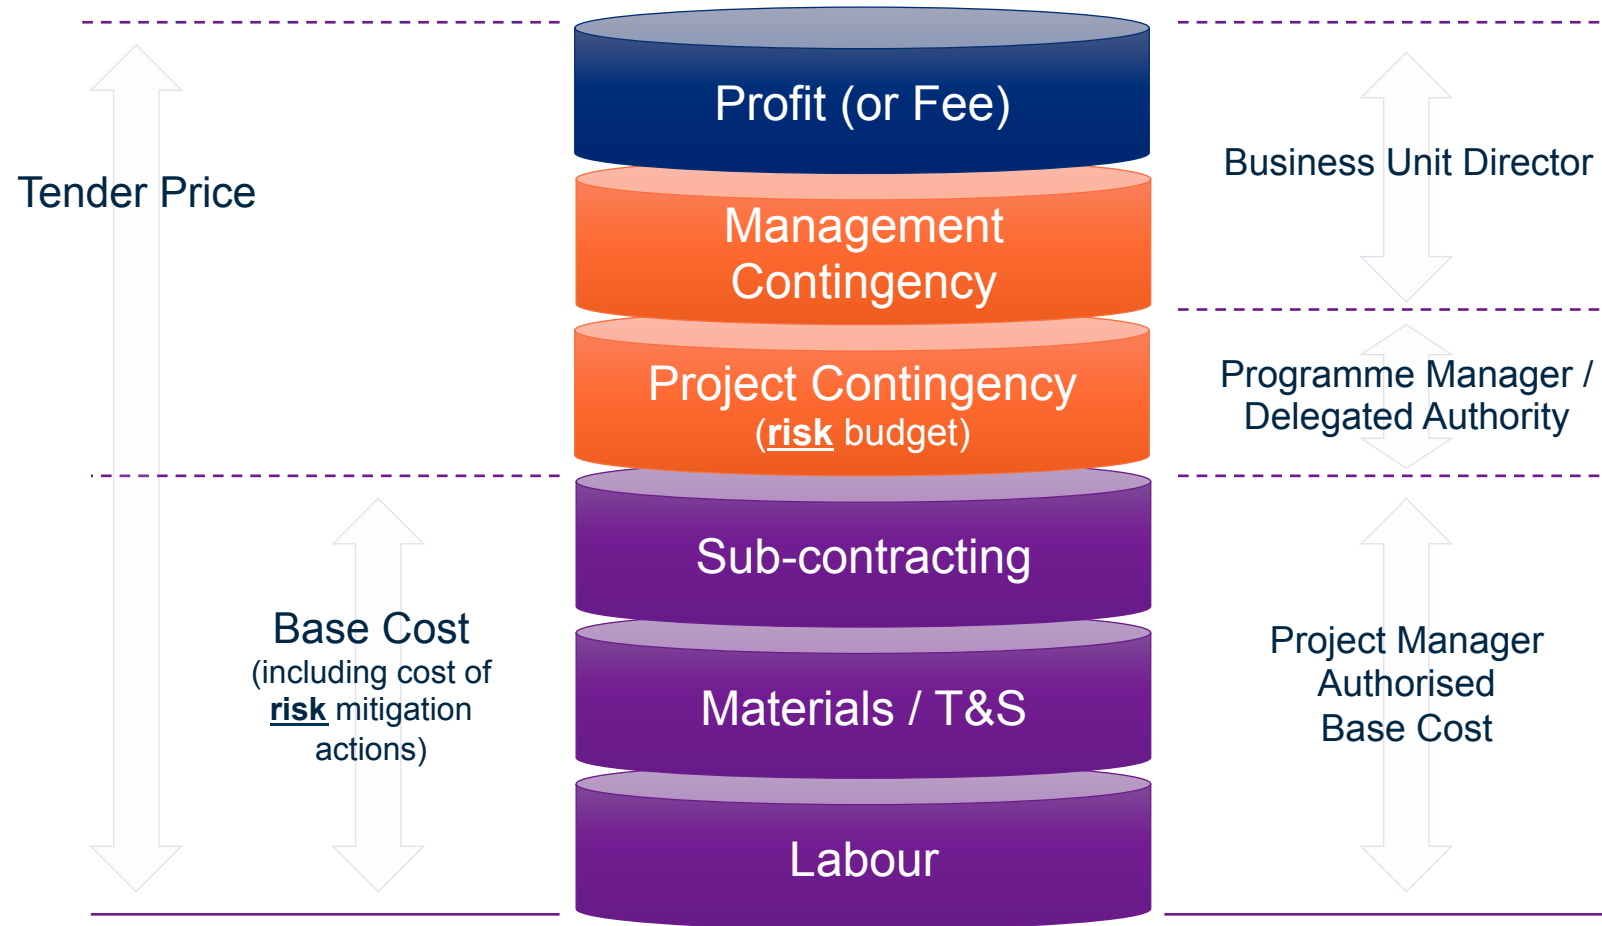 Tender Price
Base Cost
(including cost of
risk mitigation
actions)
Profit (or Fee)
Management
Contingency
Project Contingency
(risk budget)
Sub-contracting
Materials / T&S
Labour
Business Unit Director
Programme Manager /
Delegated Authority
Project Manager
Authorised
Base Cost